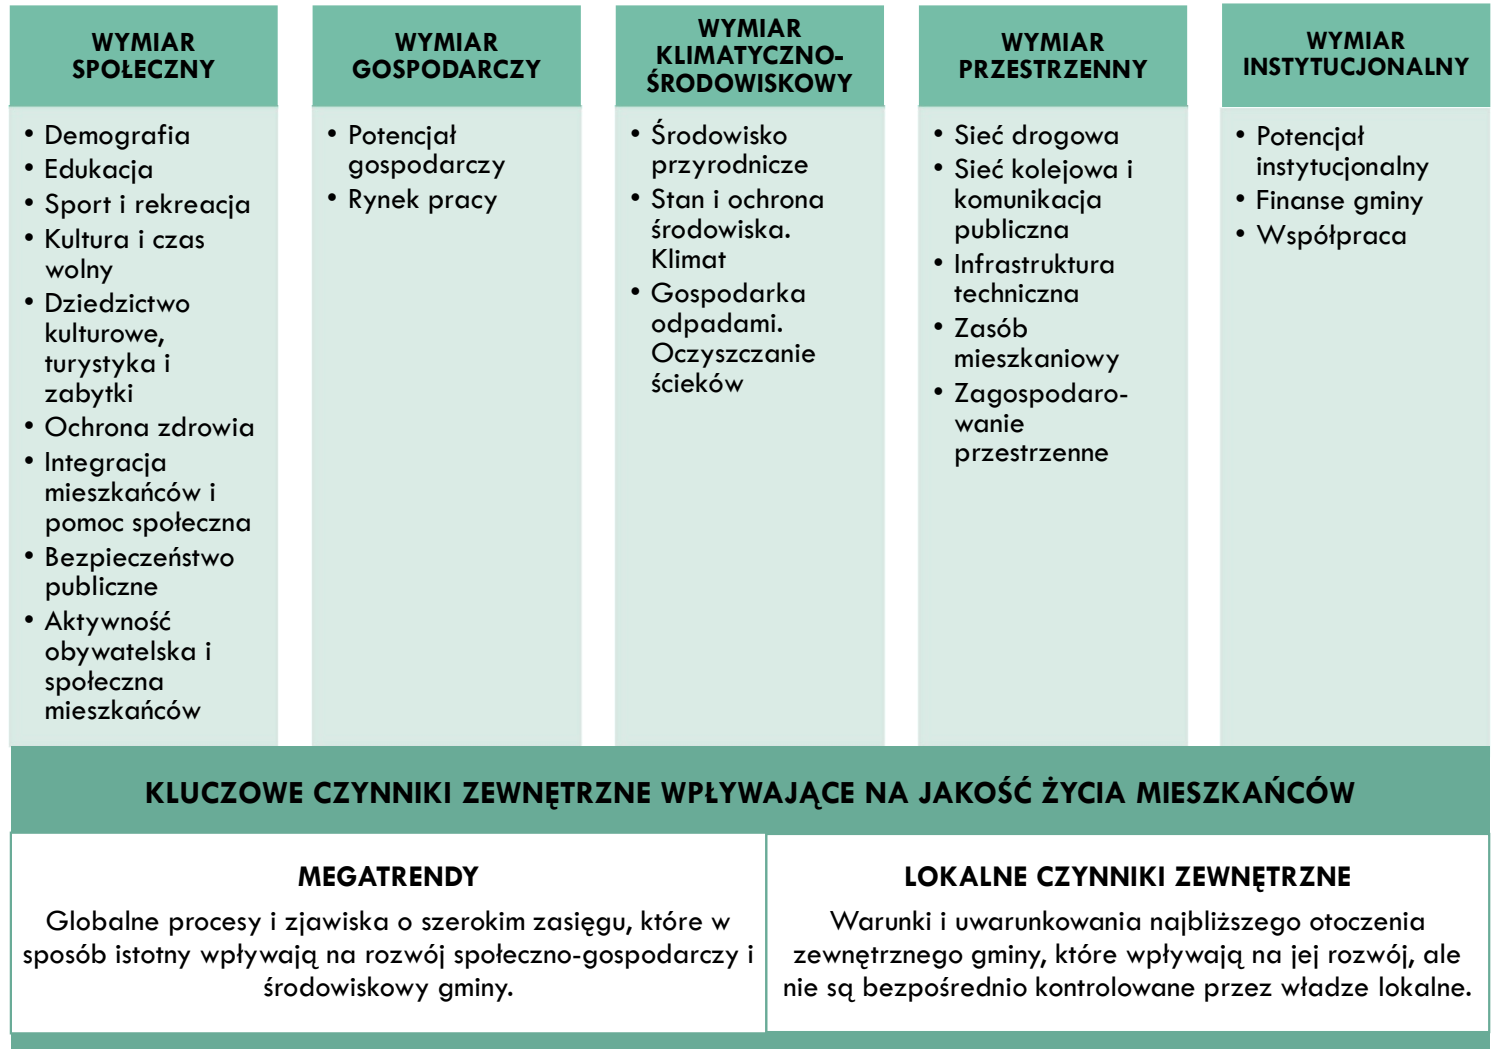 WYMIAR
SPOŁECZNY
• Demografia
• Edukacja
• Sport i rekreacja
• Kultura i czas
wolny
• Dziedzictwo
kulturowe,
turystyka i
zabytki
• Ochrona zdrowia
• Integracja
mieszkańców i
pomoc społeczna
• Bezpieczeństwo
publiczne
• Aktywność
obywatelska i
społeczna
mieszkańców
WYMIAR
GOSPODARCZY
• Potencjał
gospodarczy
• Rynek pracy
WYMIAR
KLIMATYCZNO-
ŚRODOWISKOWY
• Środowisko
przyrodnicze
• Stan i ochrona
środowiska.
Klimat
• Gospodarka
odpadami.
Oczyszczanie
ścieków
WYMIAR
PRZESTRZENNY
• Sieć drogowa
• Sieć kolejowa i
komunikacja
publiczna
• Infrastruktura
techniczna
• Zasób
mieszkaniowy
• Zagospodaro-
wanie
przestrzenne
WYMIAR
INSTYTUCJONALNY
• Potencjał
instytucjonalny
• Finanse gminy
• Współpraca
KLUCZOWE CZYNNIKI ZEWNĘTRZNE WPŁYWAJĄCE NA JAKOŚĆ ŻYCIA MIESZKAŃCÓW
MEGATRENDY
Globalne procesy i zjawiska o szerokim zasięgu, które w
sposób istotny wpływają na rozwój społeczno-gospodarczy i
środowiskowy gminy.
LOKALNE CZYNNIKI ZEWNĘTRZNE
Warunki i uwarunkowania najbliższego otoczenia
zewnętrznego gminy, które wpływają na jej rozwój, ale
nie są bezpośrednio kontrolowane przez władze lokalne.